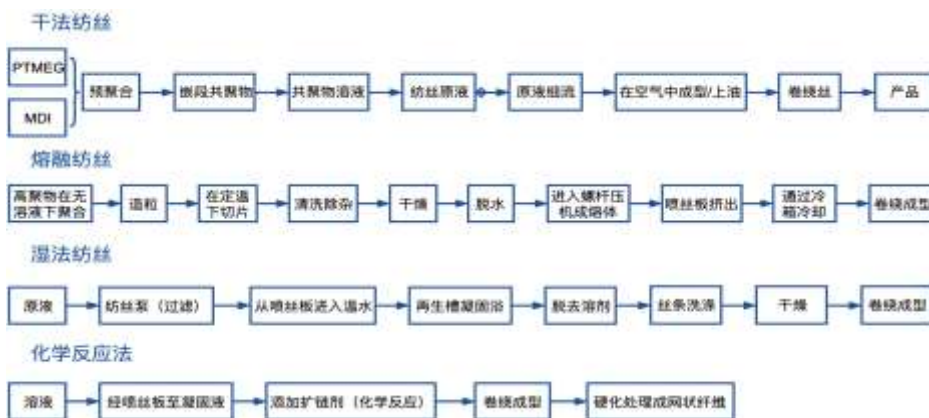 干法纺丝
PTMEG
MDI
预聚合
嵌段共聚物
共聚物溶液
纺丝原液
原液细流
在空气中成型/上油
卷绕丝
产品
熔融纺丝
高聚物在无
溶液下聚合
造粒
在定温
下切片
清洗除杂
干燥
脱水
进入螺杆压
机成熔体
喷丝板挤出
通过冷
箱冷却
卷绕成型
湿法纺丝
原液
纺丝泵（过滤）
从喷丝板进入温水
再生槽凝固浴
脱去溶剂
丝条洗涤
干燥
卷绕成型
化学反应法
溶液
经喷丝板至凝固液
添加扩链剂（化学反应）
卷绕成型
硬化处理成网状纤维